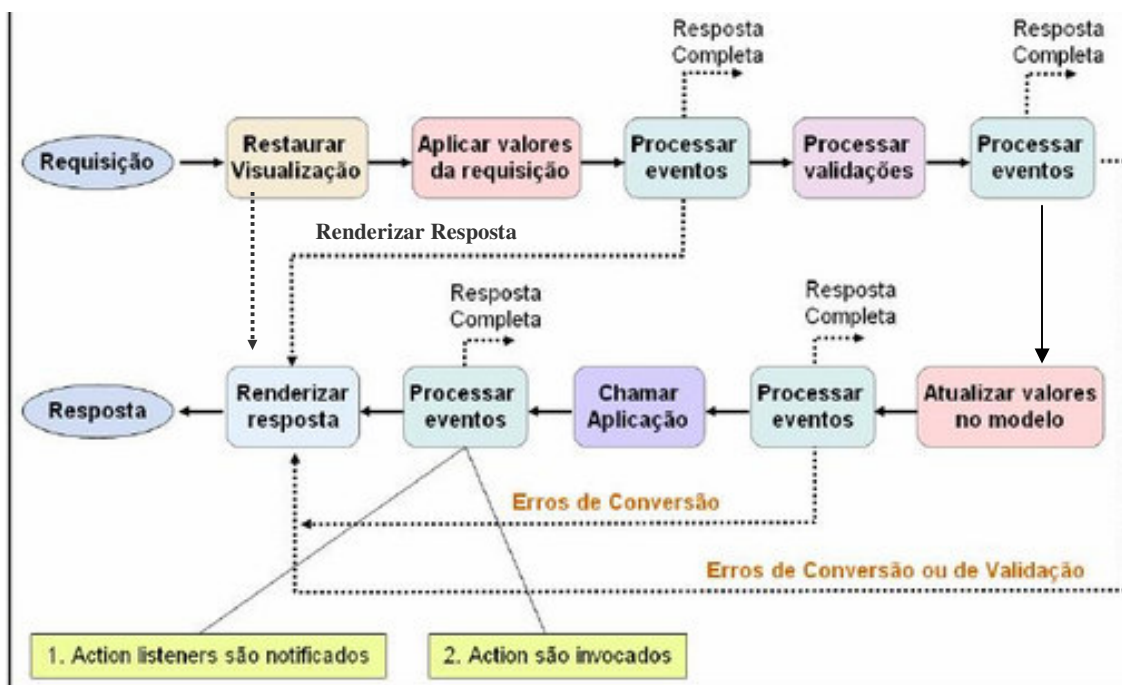 Resposta
Completa
Resposta
Completa
Requisição
Restaurar
Visualização
Aplicar valores
da requisição
Processar
eventos
Processar
validações
Processar
eventos
Renderizar Resposta
Resposta
Completa
Resposta
Completa
Resposta
Renderizar
resposta
Processar
eventos
Chamar
Aplicação
Processar
eventos
Atualizar valores
no modelo
Erros de Conversão
Erros de Conversão ou de Validação
1. Action listeners são notificados
2. Action são invocados